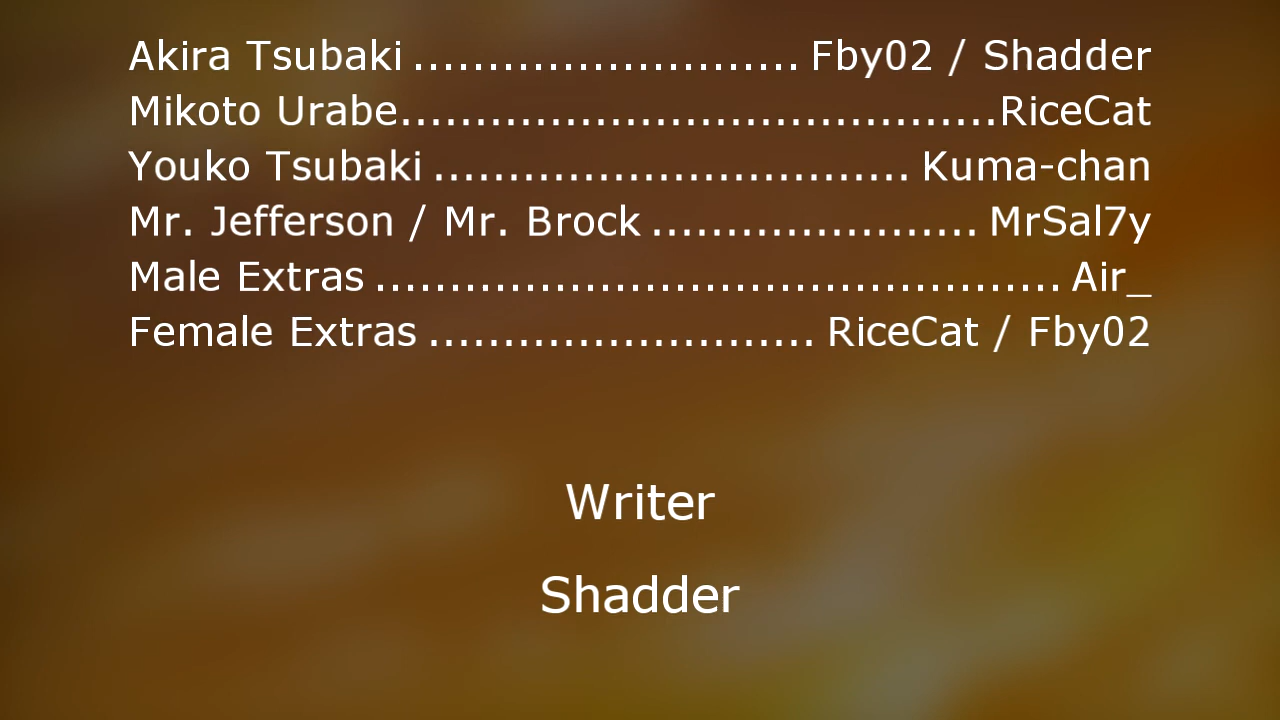 Akira Tsubaki .......................... Fby02 / Shadder
Mikoto Urabe........................................RiceCat
Youko Tsubaki ................................ Kuma-chan
Mr. Jefferson / Mr. Brock ...................... MrSal7y
Male Extras .............................................. Air_
Female Extras .......................... RiceCat / Fby02
Writer
Shadder